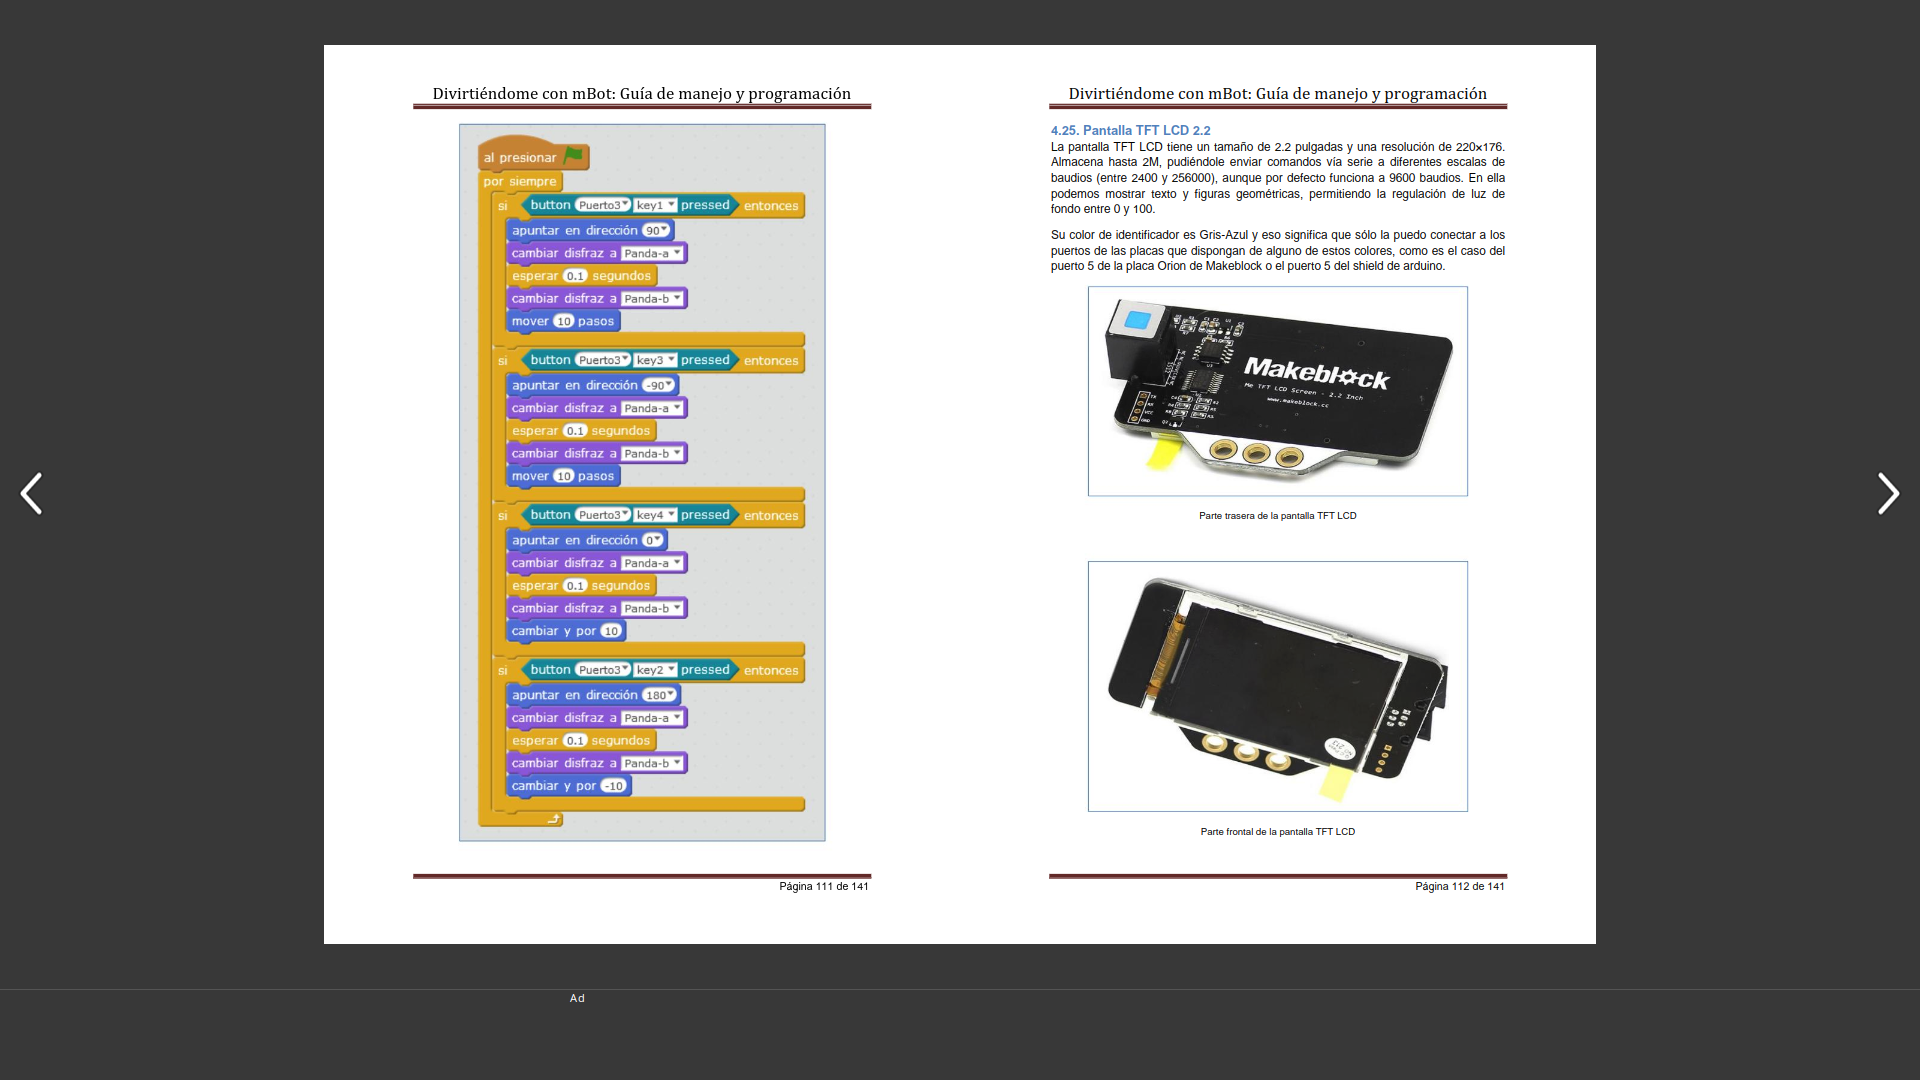 Divirtiéndome con mBot: Guía de manejo y programación
al presionar
por siempre
si button Puerto3 key1 pressed entonces
apuntar en dirección 90
cambiar disfraz a Panda-a
esperar 0.1 segundos
cambiar disfraz a Panda-b
mover 10 pasos
si button Puerto3 key3 pressed entonces
apuntar en dirección -90
cambiar disfraz a Panda-a
esperar 0.1 segundos
cambiar disfraz a Panda-b
mover 10 pasos
si button Puerto3 key4 pressed entonces
apuntar en dirección 0
cambiar disfraz a Panda-a
esperar 0.1 segundos
cambiar disfraz a Panda-b
cambiar y por 10
si button Puerto3 key2 pressed entonces
apuntar en dirección 180
cambiar disfraz a Panda-a
esperar 0.1 segundos
cambiar disfraz a Panda-b
cambiar y por -10
Página 111 de 141
Divirtiéndome con mBot: Guía de manejo y programación
4.25. Pantalla TFT LCD 2.2
La pantalla TFT LCD tiene un tamaño de 2.2 pulgadas y una resolución de 220×176.
Almacena hasta 2M, pudiéndole enviar comandos vía serie a diferentes escalas de
baudios (entre 2400 y 256000), aunque por defecto funciona a 9600 baudios. En ella
podemos mostrar texto y figuras geométricas, permitiendo la regulación de luz de
fondo entre 0 y 100.
Su color de identificador es Gris-Azul y eso significa que sólo la puedo conectar a los
puertos de las placas que dispongan de alguno de estos colores, como es el caso del
puerto 5 de la placa Orion de Makeblock o el puerto 5 del shield de arduino.
Makeblock
Me TFT LCD Screen - 2.2 Inch
www.makeblock.cc
Parte trasera de la pantalla TFT LCD
Parte frontal de la pantalla TFT LCD
Página 112 de 141
Ad